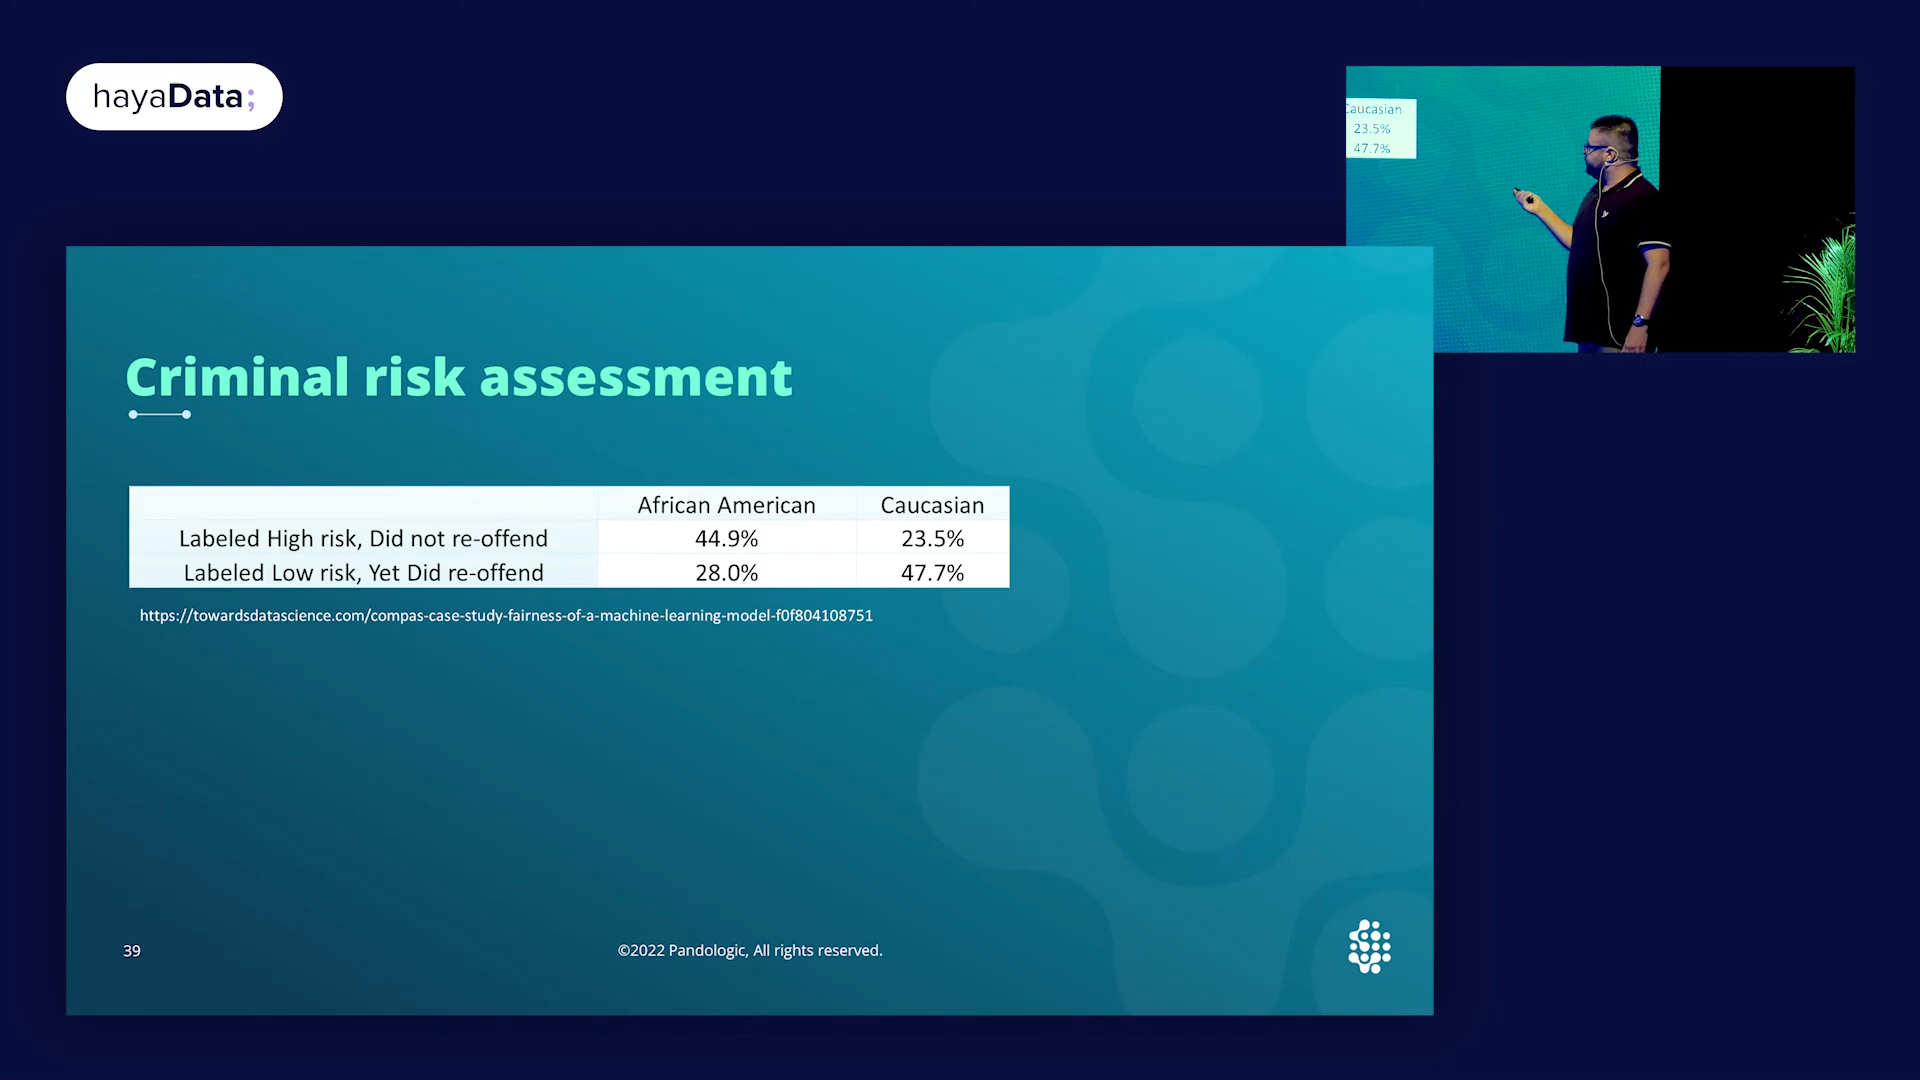 hayaData;
Caucasian
23.5%
47.7%
Criminal risk assessment
African American Caucasian
Labeled High risk, Did not re-offend 44.9% 23.5%
Labeled Low risk, Yet Did re-offend 28.0% 47.7%
https://towardsdatascience.com/compas-case-study-fairness-of-a-machine-learning-model-f0f804108751
39 ©2022 Pandologic, All rights reserved.